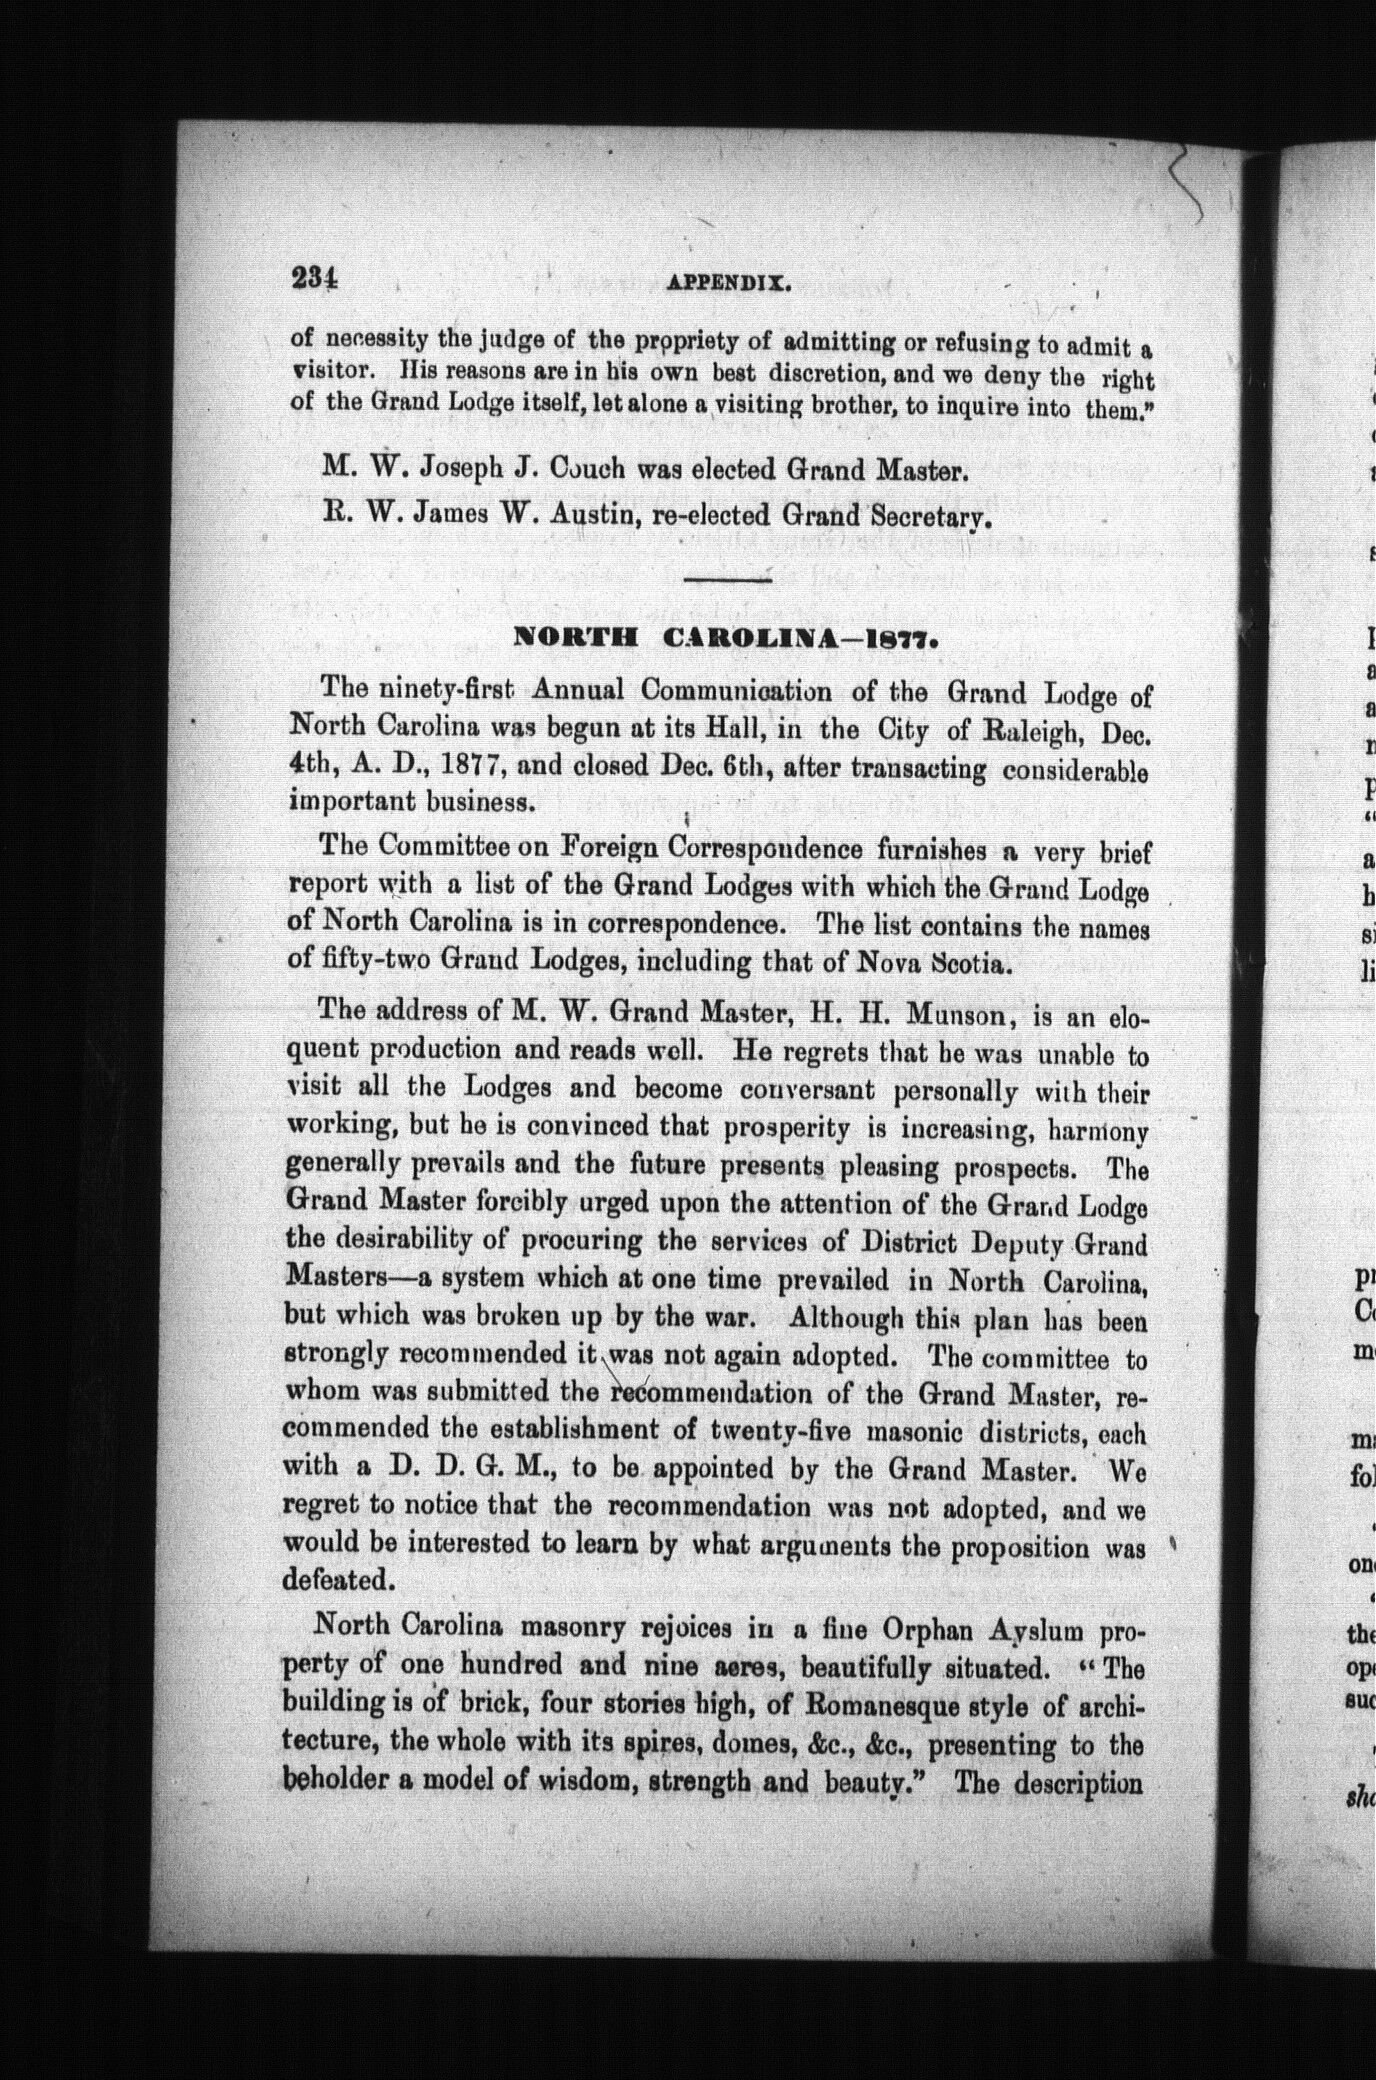 234
APPENDIX.
of necessity the judge of the propriety of admitting or refusing to admit a
visitor. His reasons are in his own best discretion, and we deny the right
of the Grand Lodge itself, let alone a visiting brother, to inquire into them."
M. W. Joseph J. Couch was elected Grand Master.
R. W. James W. Austin, re-elected Grand Secretary.
NORTH CAROLINA—1877.
The ninety-first Annual Communication of the Grand Lodge of
North Carolina was begun at its Hall, in the City of Raleigh, Dec.
4th, A. D., 1877, and closed Dec. 6th, after transacting considerable
important business.
The Committee on Foreign Correspondence furnishes a very brief
report with a list of the Grand Lodges with which the Grand Lodge
of North Carolina is in correspondence. The list contains the names
of fifty-two Grand Lodges, including that of Nova Scotia.
The address of M. W. Grand Master, H. H. Munson, is an elo-
quent production and reads well. He regrets that he was unable to
visit all the Lodges and become conversant personally with their
working, but he is convinced that prosperity is increasing, harmony
generally prevails and the future presents pleasing prospects. The
Grand Master forcibly urged upon the attention of the Grand Lodge
the desirability of procuring the services of District Deputy Grand
Masters—a system which at one time prevailed in North Carolina,
but which was broken up by the war. Although this plan has been
strongly recommended it was not again adopted. The committee to
whom was submitted the recommendation of the Grand Master, re-
commended the establishment of twenty-five masonic districts, each
with a D. D. G. M., to be appointed by the Grand Master. We
regret to notice that the recommendation was not adopted, and we
would be interested to learn by what arguments the proposition was
defeated.
North Carolina masonry rejoices in a fine Orphan Ayslum pro-
perty of one hundred and nine acres, beautifully situated. "The
building is of brick, four stories high, of Romanesque style of archi-
tecture, the whole with its spires, domes, &c., &c., presenting to the
beholder a model of wisdom, strength and beauty." The description